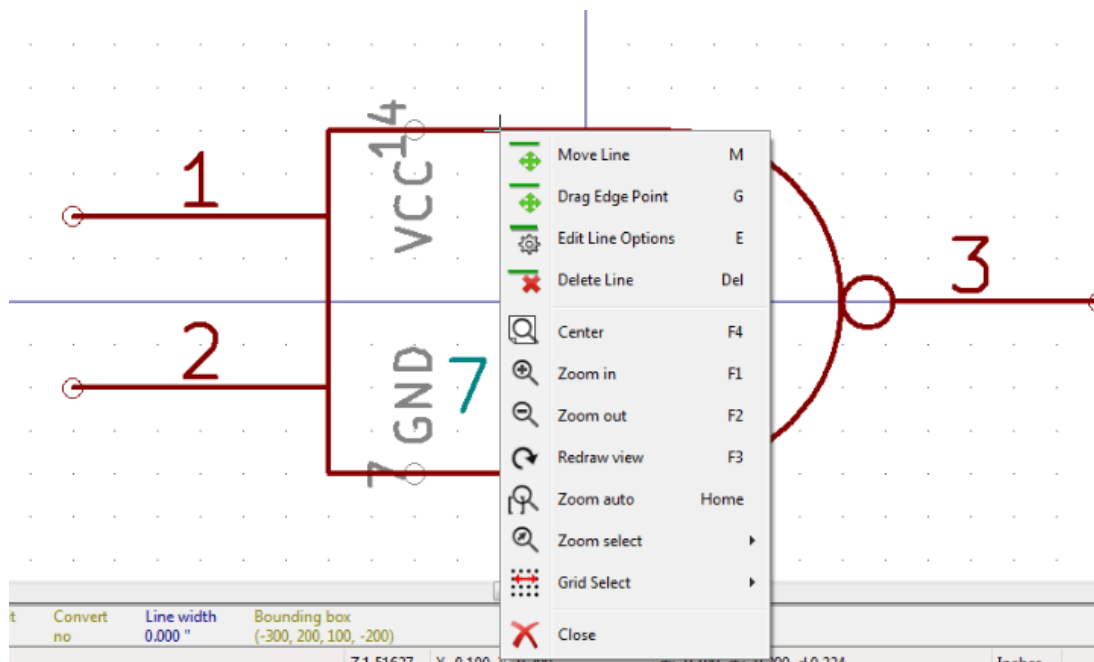 14
VCC
1
2
GND
7
7
3
Move Line M
Drag Edge Point G
Edit Line Options E
Delete Line Del
Center F4
Zoom in F1
Zoom out F2
Redraw view F3
Zoom auto Home
Zoom select
Grid Select
Close
Convert Line width Bounding box
no 0.000 " (-300, 200, 100, -200)
Inches